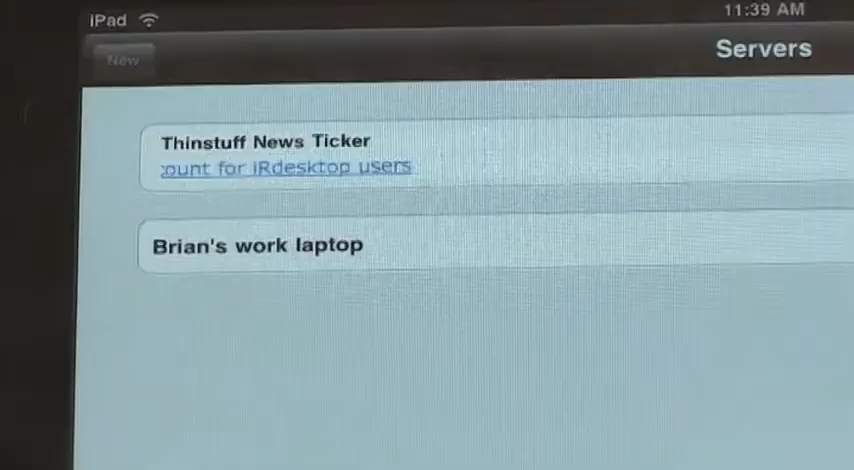 iPad
11:39 AM
New
Servers
Thinstuff News Ticker
ount for iRdesktop users
Brian's work laptop